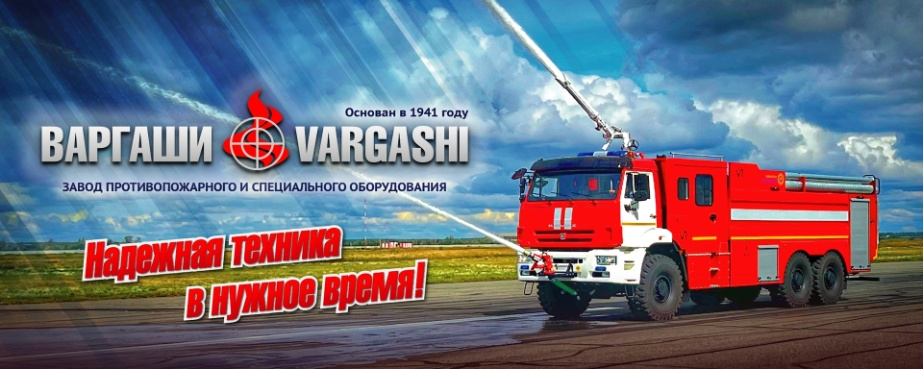 Основан в 1941 году
ВАРГАШИ VARGASHI
ЗАВОД ПРОТИВОПОЖАРНОГО И СПЕЦИАЛЬНОГО ОБОРУДОВАНИЯ
Надежная техника
в нужное время!